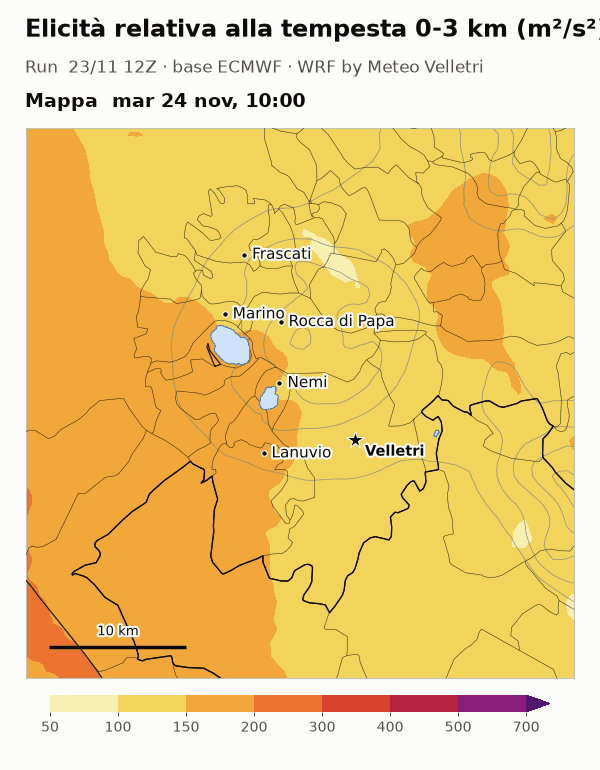 Elicità relativa alla tempesta 0-3 km (m²/s²)
Run  23/11 12Z · base ECMWF · WRF by Meteo Velletri
Mappa  mar 24 nov, 10:00
Frascati
Marino
Rocca di Papa
Nemi
Velletri
Lanuvio
10 km
50 100 150 200 300 400 500 700